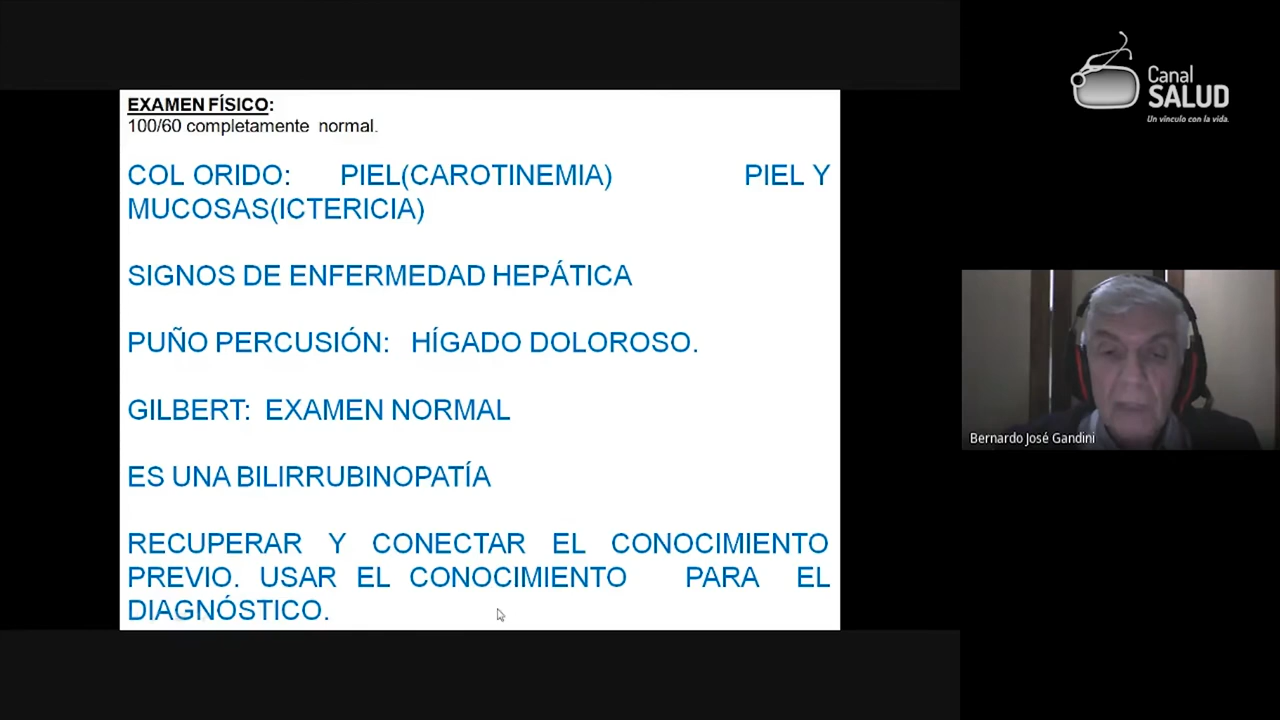 EXAMEN FÍSICO:
100/60 completamente normal.
COL ORIDO: PIEL(CAROTINEMIA) PIEL Y
MUCOSAS(ICTERICIA)
SIGNOS DE ENFERMEDAD HEPÁTICA
PUÑO PERCUSIÓN: HÍGADO DOLOROSO.
GILBERT: EXAMEN NORMAL
ES UNA BILIRRUBINOPATÍA
RECUPERAR Y CONECTAR EL CONOCIMIENTO
PREVIO. USAR EL CONOCIMIENTO PARA EL
DIAGNÓSTICO.
Canal
SALUD
Un vínculo con la vida.
Bernardo José Gandini